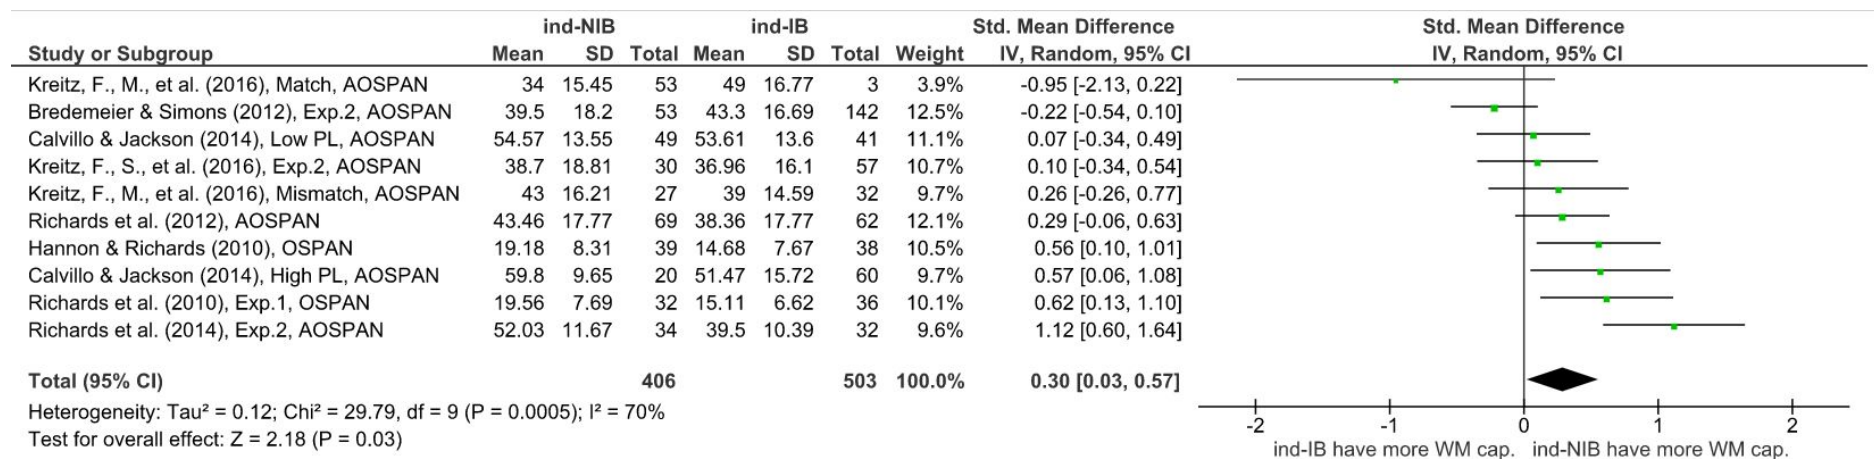 ind-NIB ind-IB Std. Mean Difference Std. Mean Difference
Study or Subgroup Mean SD Total Mean SD Total Weight IV, Random, 95% CI IV, Random, 95% CI
Kreitz, F., M., et al. (2016), Match, AOSPAN 34 15.45 53 49 16.77 3 3.9% -0.95 [-2.13, 0.22]
Bredemeier & Simons (2012), Exp.2, AOSPAN 39.5 18.2 53 43.3 16.69 142 12.5% -0.22 [-0.54, 0.10]
Calvillo & Jackson (2014), Low PL, AOSPAN 54.57 13.55 49 53.61 13.6 41 11.1% 0.07 [-0.34, 0.49]
Kreitz, F., S., et al. (2016), Exp.2, AOSPAN 38.7 18.81 30 36.96 16.1 57 10.7% 0.10 [-0.34, 0.54]
Kreitz, F., M., et al. (2016), Mismatch, AOSPAN 43 16.21 27 39 14.59 32 9.7% 0.26 [-0.26, 0.77]
Richards et al. (2012), AOSPAN 43.46 17.77 69 38.36 17.77 62 12.1% 0.29 [-0.06, 0.63]
Hannon & Richards (2010), OSPAN 19.18 8.31 39 14.68 7.67 38 10.5% 0.56 [0.10, 1.01]
Calvillo & Jackson (2014), High PL, AOSPAN 59.8 9.65 20 51.47 15.72 60 9.7% 0.57 [0.06, 1.08]
Richards et al. (2010), Exp.1, OSPAN 19.56 7.69 32 15.11 6.62 36 10.1% 0.62 [0.13, 1.10]
Richards et al. (2014), Exp.2, AOSPAN 52.03 11.67 34 39.5 10.39 32 9.6% 1.12 [0.60, 1.64]
Total (95% CI) 406 503 100.0% 0.30 [0.03, 0.57]
Heterogeneity: Tau² = 0.12; Chi² = 29.79, df = 9 (P = 0.0005); I² = 70%
Test for overall effect: Z = 2.18 (P = 0.03)
-2 -1 0 1 2
ind-IB have more WM cap. ind-NIB have more WM cap.